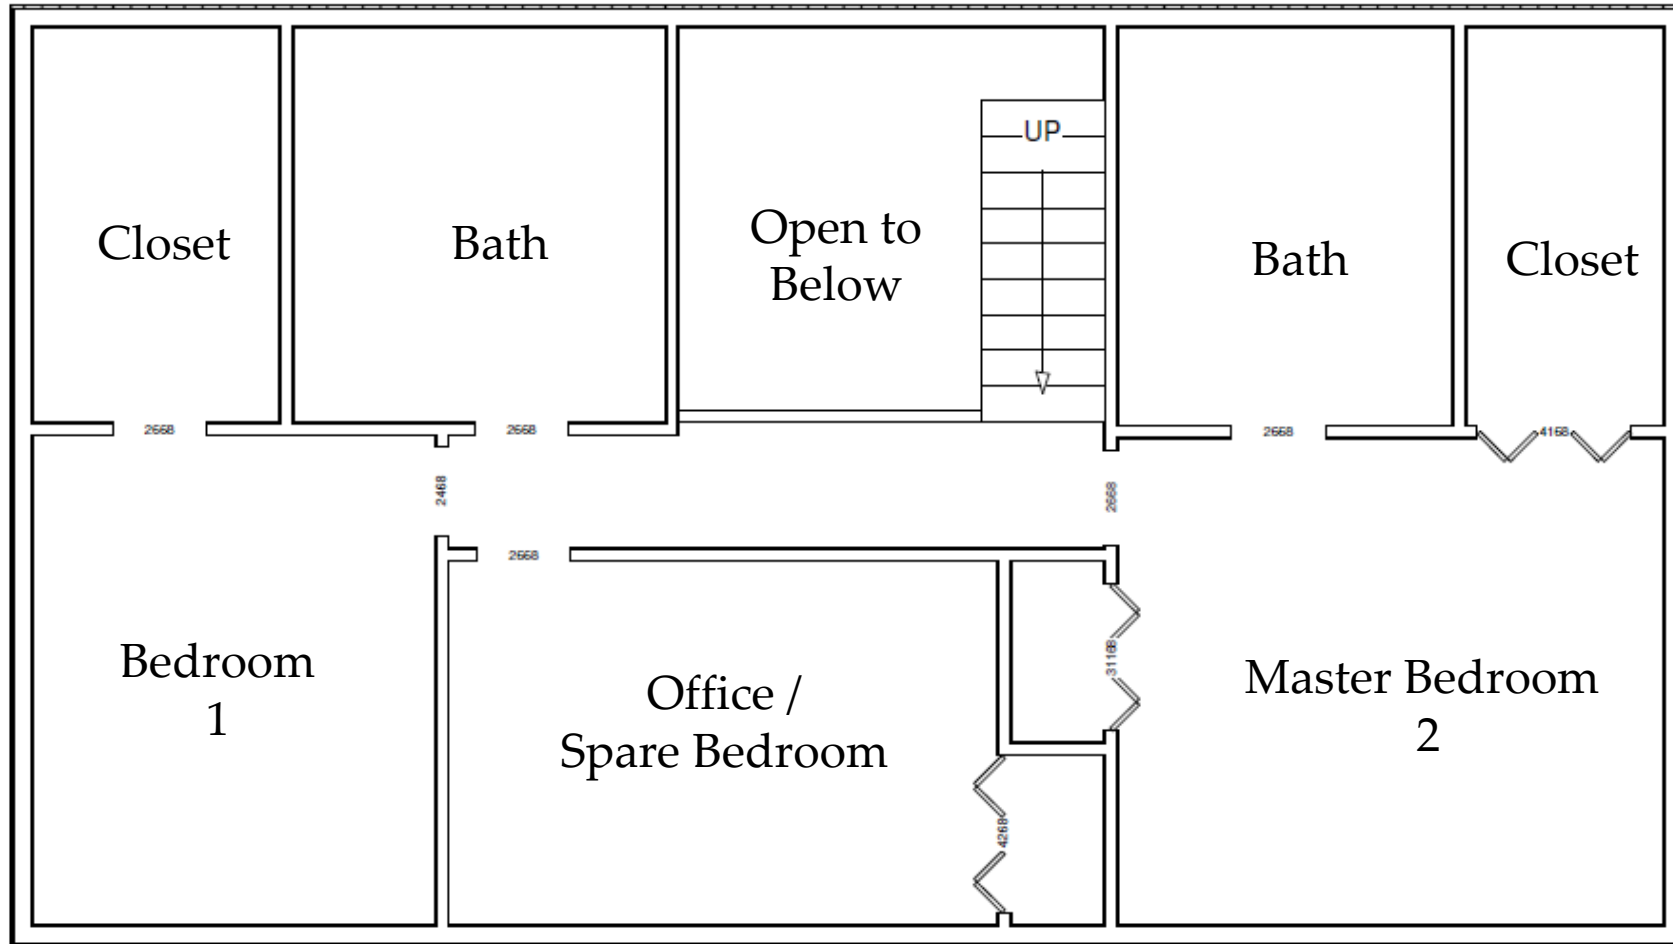 UP
Closet
Bath
Open to
Below
Bath
Closet
2668
2668
2668
4168
2468
2668
2668
Bedroom
1
Office /
Spare Bedroom
31168
Master Bedroom
2
4268